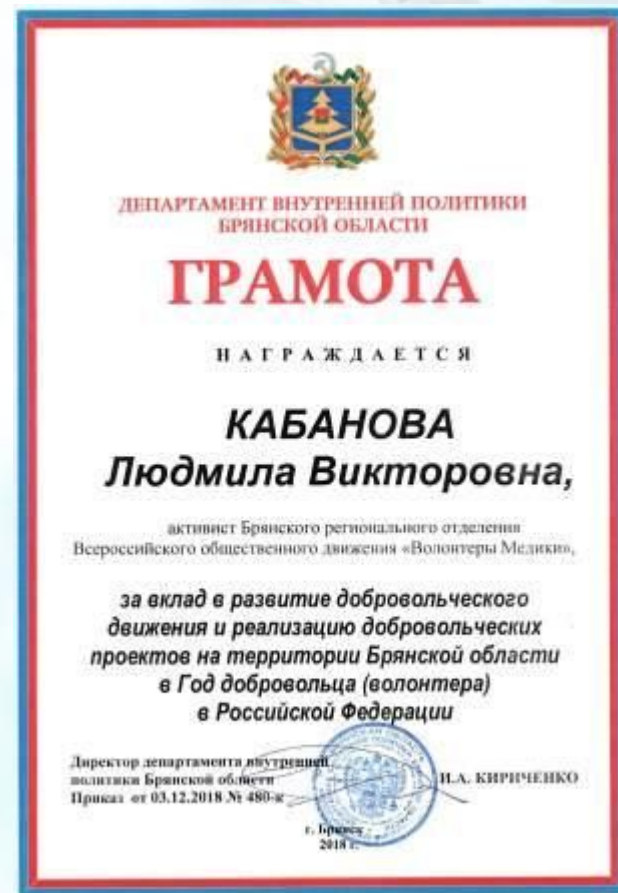 ДЕПАРТАМЕНТ ВНУТРЕННЕЙ ПОЛИТИКИ
БРЯНСКОЙ ОБЛАСТИ
ГРАМОТА
НАГРАЖДАЕТСЯ
КАБАНОВА
Людмила Викторовна,
активист Брянского регионального отделения
Всероссийского общественного движения «Волонтеры Медики»,
за вклад в развитие добровольческого
движения и реализацию добровольческих
проектов на территории Брянской области
в Год добровольца (волонтера)
в Российской Федерации
Директор департамента внутренней
политики Брянской области
И.А. КИРИЧЕНКО
Приказ от 03.12.2018 № 480-к
г. Брянск
2018 г.